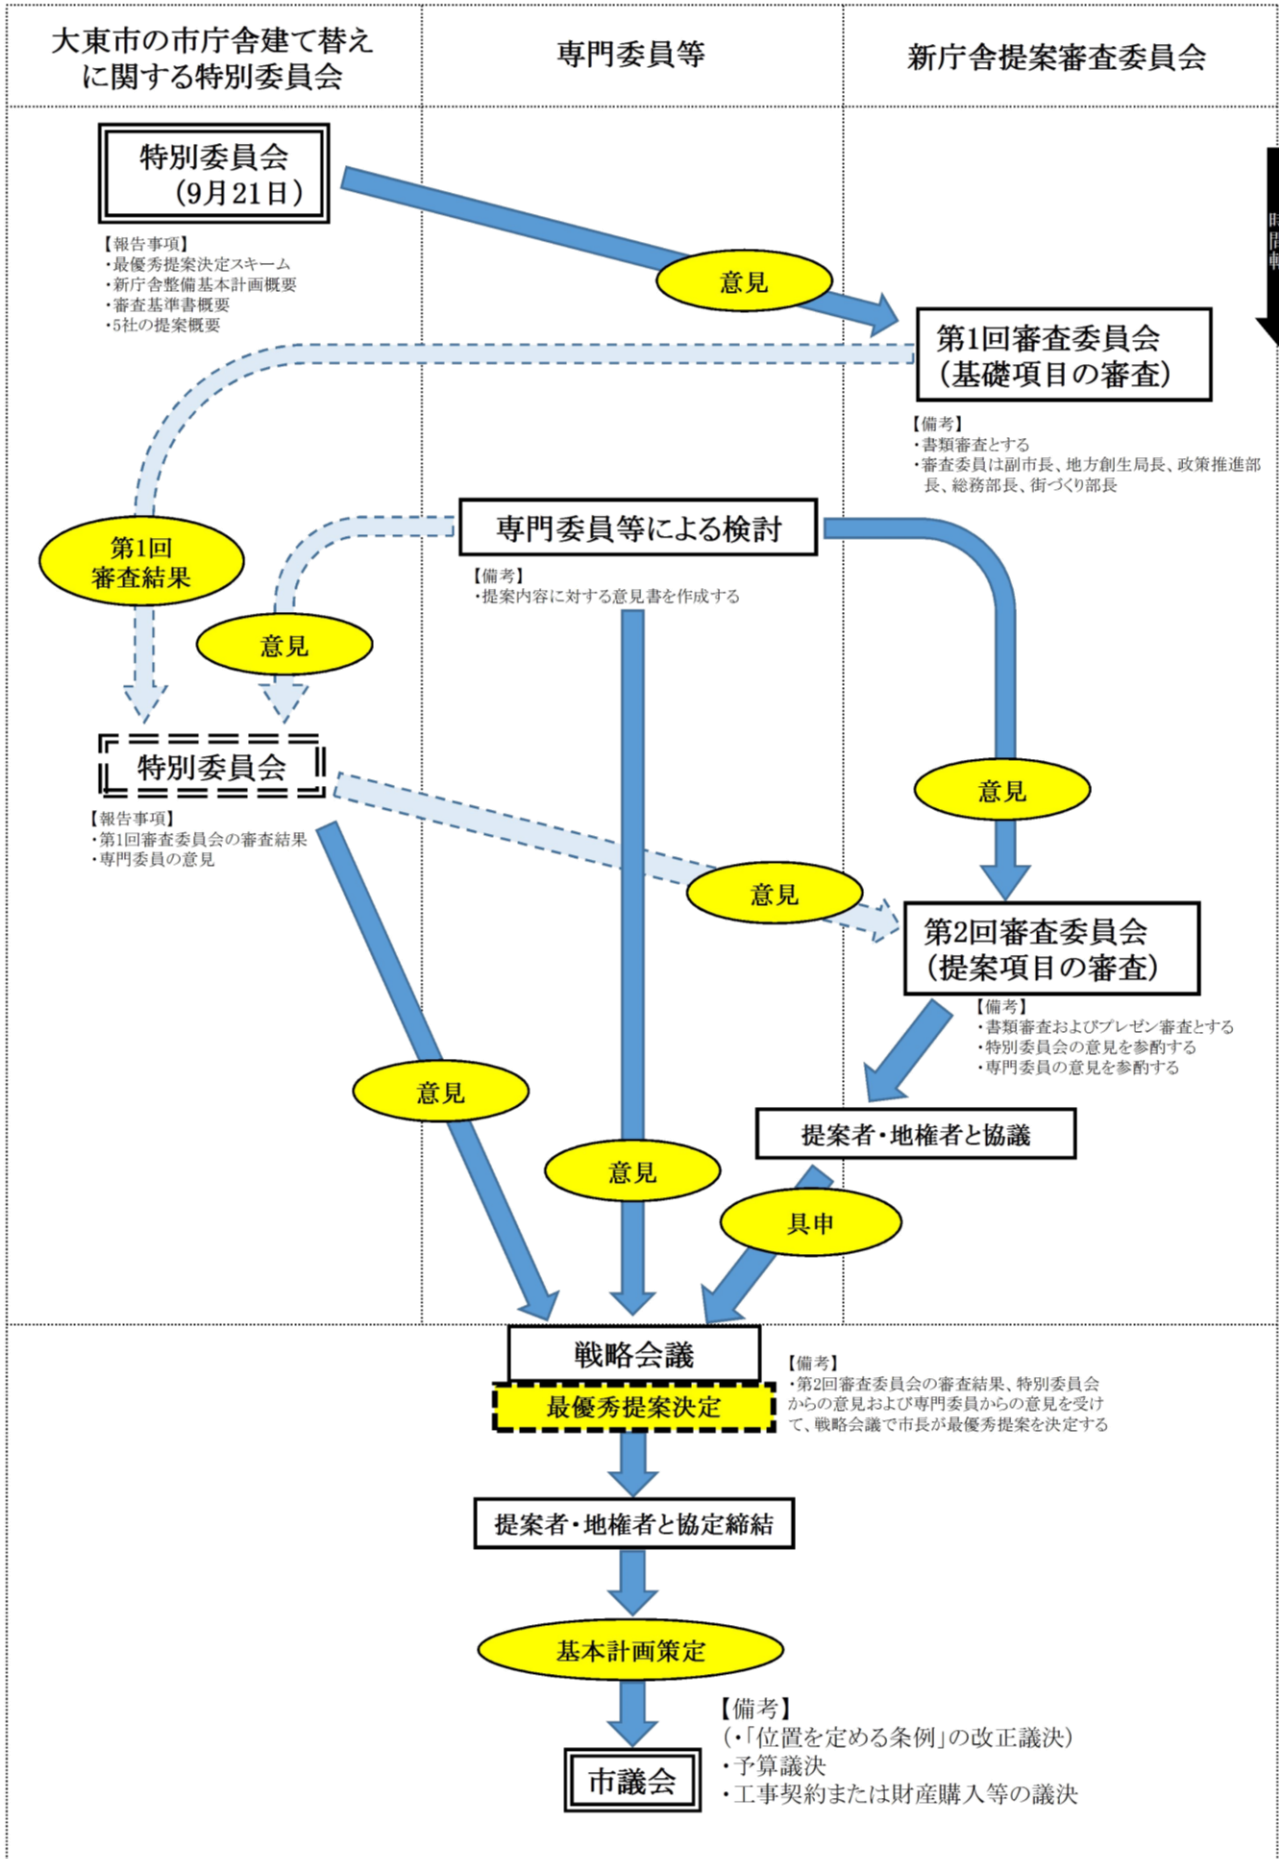 大東市の市庁舎建て替え
に関する特別委員会
専門委員等
新庁舎提案審査委員会
特別委員会
（9月21日）
【報告事項】
・最優秀提案決定スキーム
・新庁舎整備基本計画概要
・審査基準書概要
・5社の提案概要
意見
時間軸
第1回審査委員会
（基礎項目の審査）
【備考】
・書類審査とする
・審査委員は副市長、地方創生局長、政策推進部
長、総務部長、街づくり部長
第1回
審査結果
専門委員等による検討
【備考】
・提案内容に対する意見書を作成する
意見
特別委員会
【報告事項】
・第1回審査委員会の審査結果
・専門委員の意見
意見
意見
第2回審査委員会
（提案項目の審査）
【備考】
・書類審査およびプレゼン審査とする
・特別委員会の意見を参酌する
・専門委員の意見を参酌する
意見
提案者・地権者と協議
意見
具申
戦略会議
最優秀提案決定
【備考】
・第2回審査委員会の審査結果、特別委員会
からの意見および専門委員からの意見を受け
て、戦略会議で市長が最優秀提案を決定する
提案者・地権者と協定締結
基本計画策定
市議会
【備考】
（・「位置を定める条例」の改正議決）
・予算議決
・工事契約または財産購入等の議決